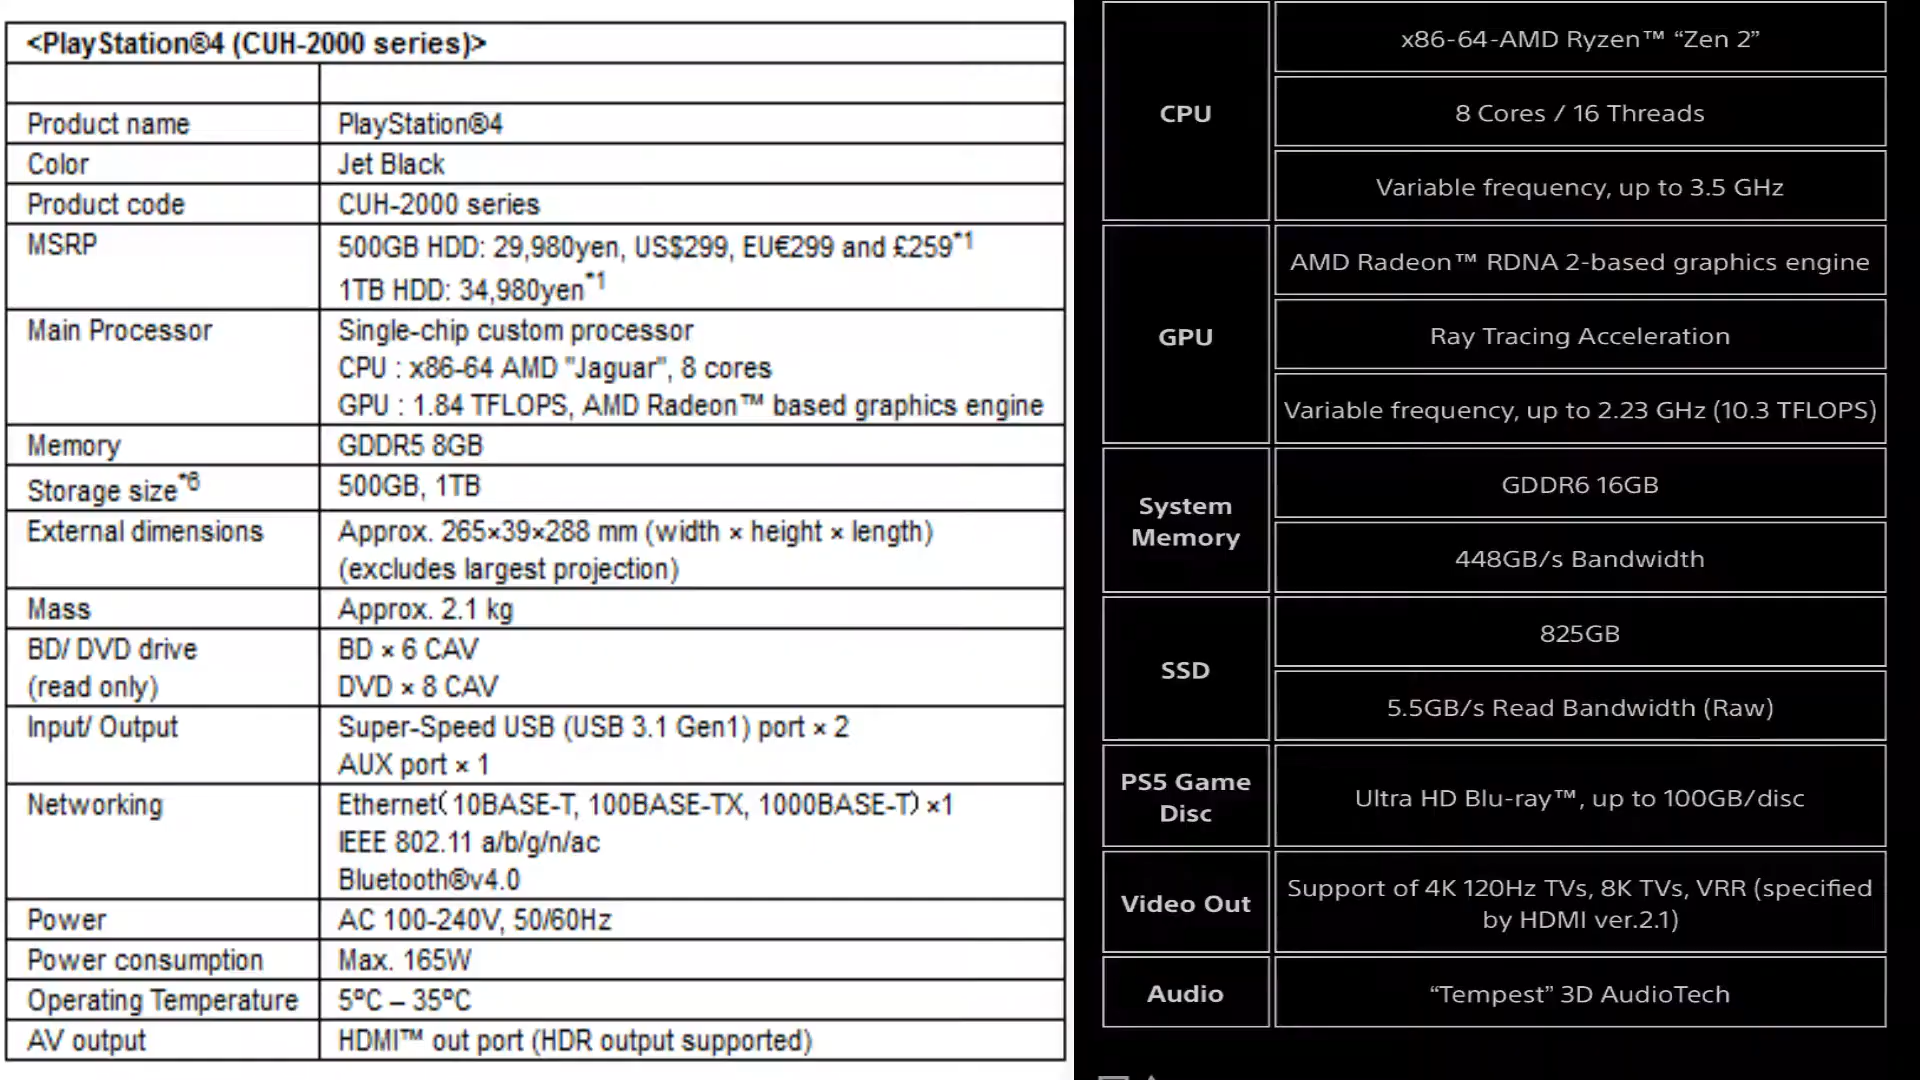 <PlayStation®4 (CUH-2000 series)>
Product name PlayStation®4
Color Jet Black
Product code CUH-2000 series
MSRP 500GB HDD: 29,980yen, US$299, EU€299 and £259*1
1TB HDD: 34,980yen*1
Main Processor Single-chip custom processor
CPU : x86-64 AMD "Jaguar", 8 cores
GPU : 1.84 TFLOPS, AMD Radeon™ based graphics engine
Memory GDDR5 8GB
Storage size*6 500GB, 1TB
External dimensions Approx. 265×39×288 mm (width × height × length)
(excludes largest projection)
Mass Approx. 2.1 kg
BD/ DVD drive BD × 6 CAV
(read only) DVD × 8 CAV
Input/ Output Super-Speed USB (USB 3.1 Gen1) port × 2
AUX port × 1
Networking Ethernet(10BASE-T, 100BASE-TX, 1000BASE-T)×1
IEEE 802.11 a/b/g/n/ac
Bluetooth®v4.0
Power AC 100-240V, 50/60Hz
Power consumption Max. 165W
Operating Temperature 5ºC – 35ºC
AV output HDMI™ out port (HDR output supported)
x86-64-AMD Ryzen™ “Zen 2”
CPU 8 Cores / 16 Threads
Variable frequency, up to 3.5 GHz
AMD Radeon™ RDNA 2-based graphics engine
GPU Ray Tracing Acceleration
Variable frequency, up to 2.23 GHz (10.3 TFLOPS)
System GDDR6 16GB
Memory 448GB/s Bandwidth
825GB
SSD
5.5GB/s Read Bandwidth (Raw)
PS5 Game
Disc
Ultra HD Blu-ray™, up to 100GB/disc
Video Out
Support of 4K 120Hz TVs, 8K TVs, VRR (specified
by HDMI ver.2.1)
Audio “Tempest” 3D AudioTech